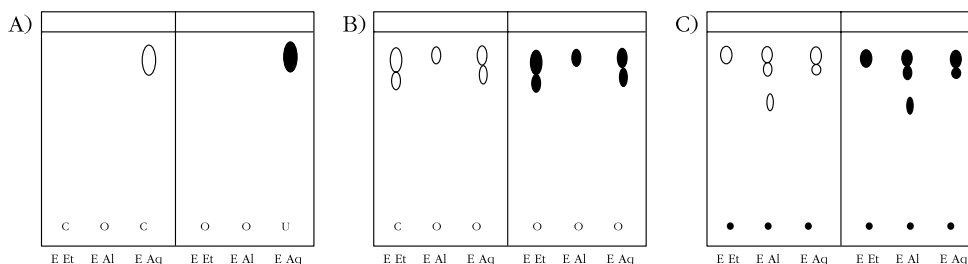 A) B) C)
C O C O O U C O O O O O
E Et E Al E Aq E Et E Al E Aq E Et E Al E Aq E Et E Al E Aq E Et E Al E Aq E Et E Al E Aq